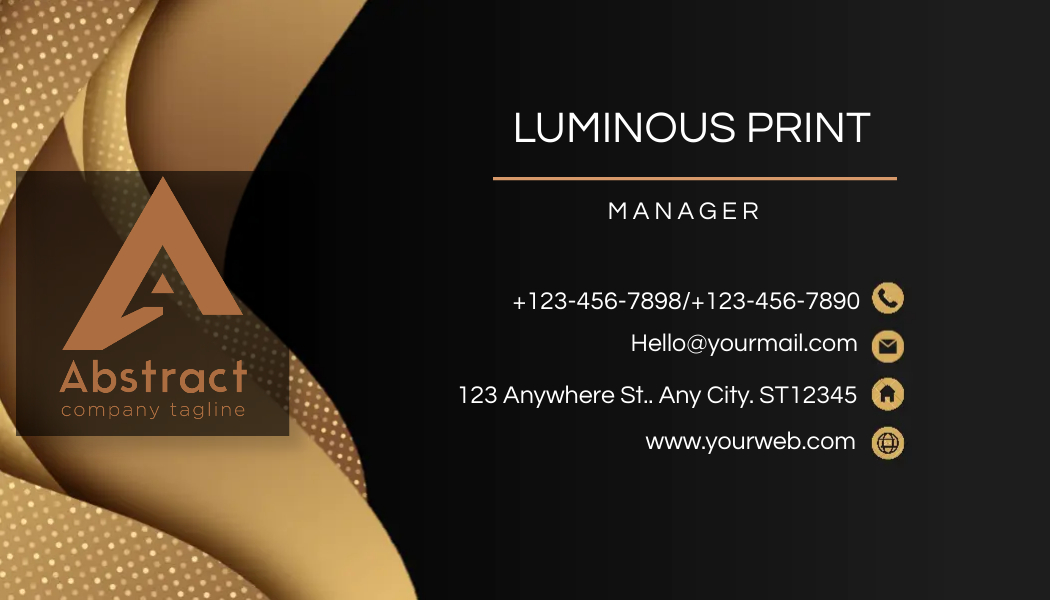 LUMINOUS PRINT
MANAGER
+123-456-7898/+123-456-7890
Hello@yourmail.com
123 Anywhere St.. Any City. ST12345
www.yourweb.com
Abstract
company tagline